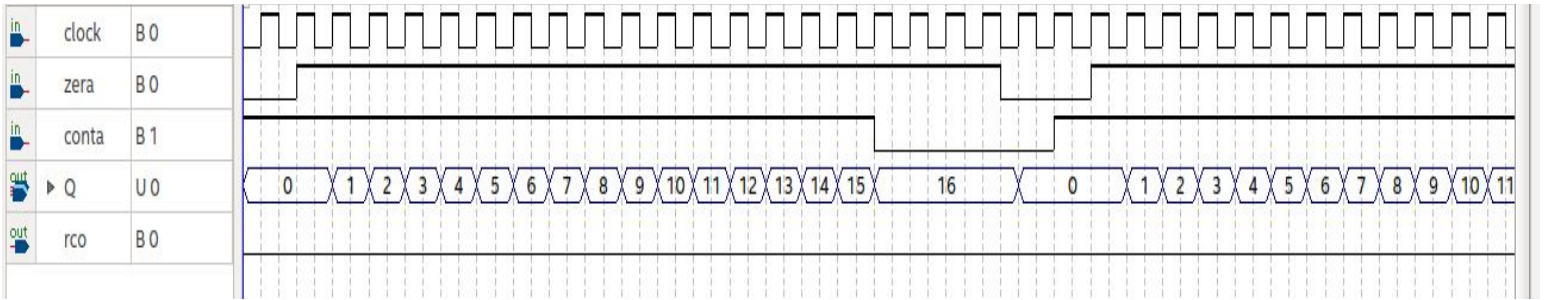 in clock B 0
in zera B 0
in conta B 1
out Q U 0 0 1 2 3 4 5 6 7 8 9 10 11 12 13 14 15 16 0 1 2 3 4 5 6 7 8 9 10 11
out rco B 0